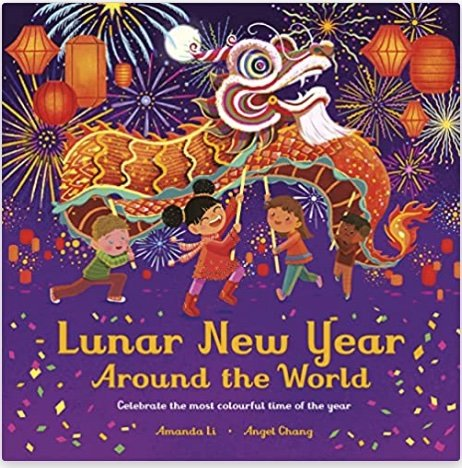 Lunar New Year
Around the World
Celebrate the most colourful time of the year
Amanda Li • Angel Chang